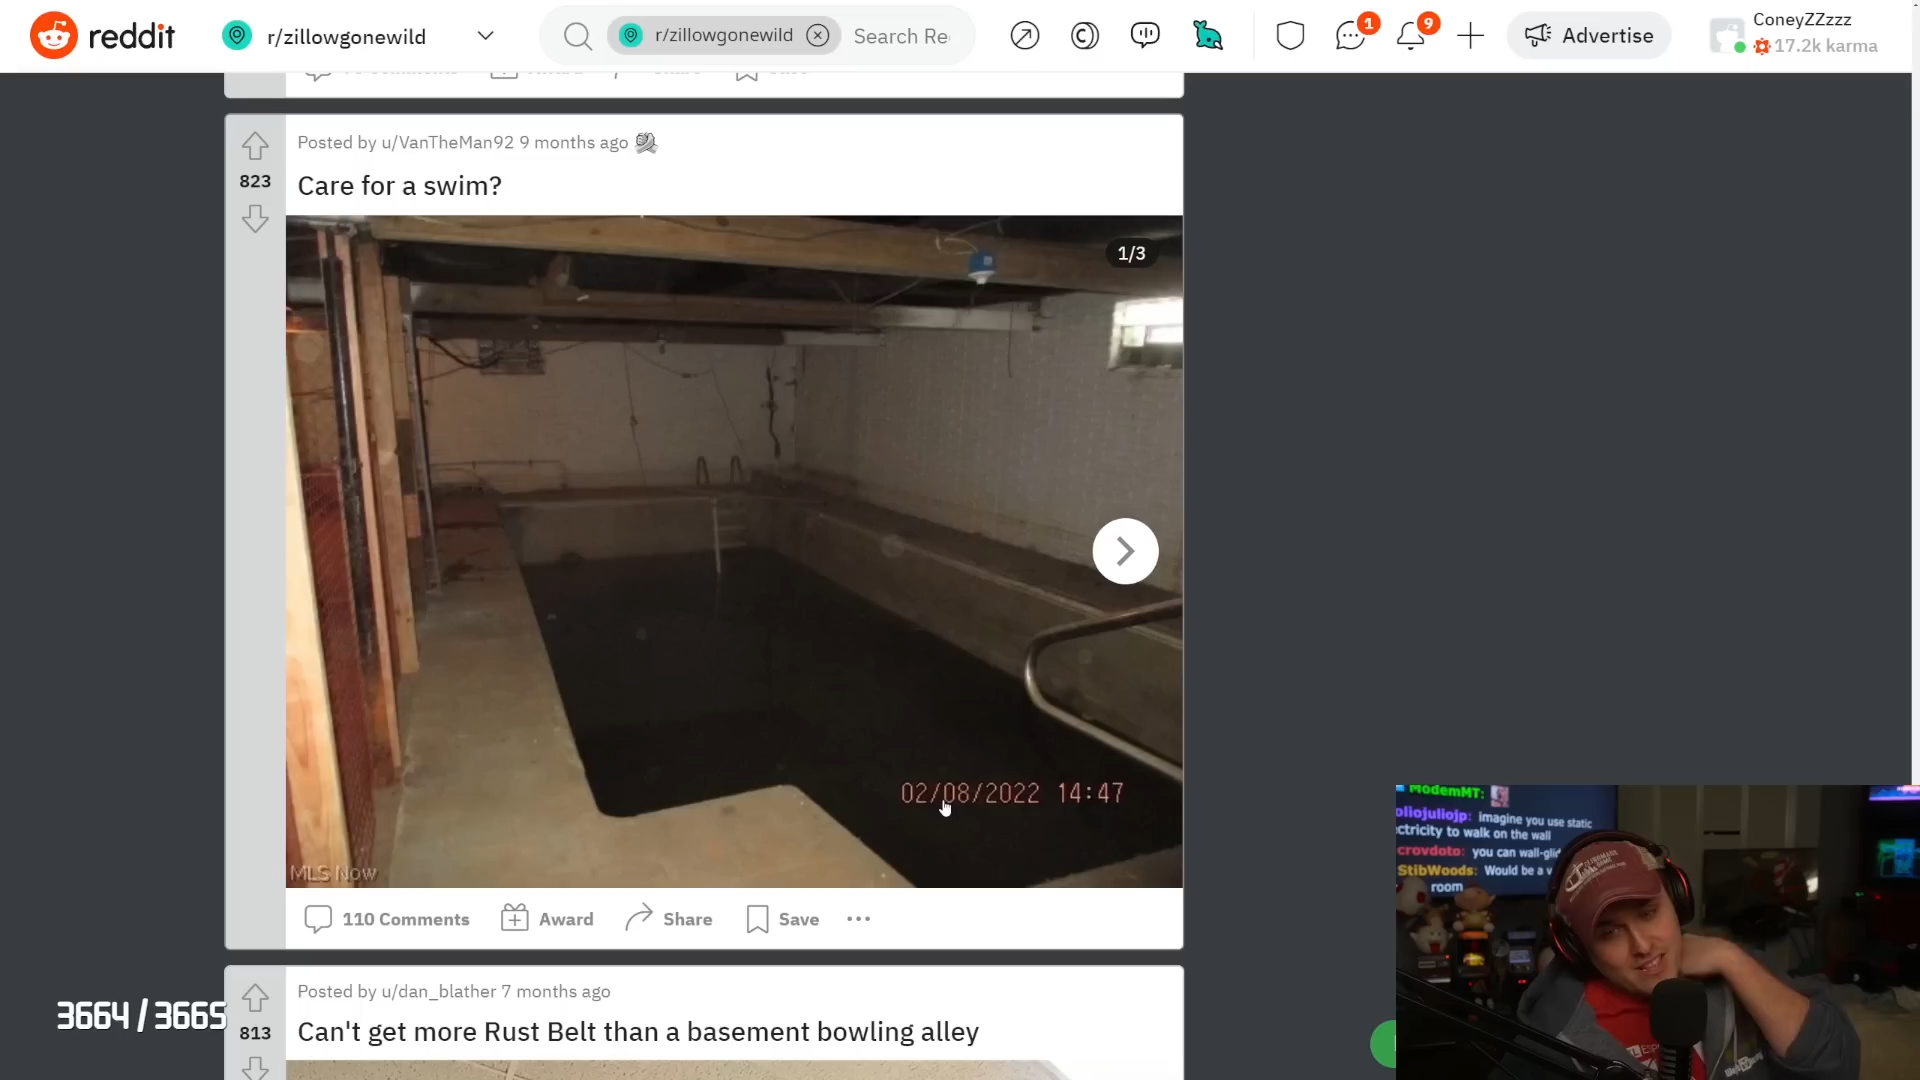 reddit
r/zillowgonewild
r/zillowgonewild
Search Re
1
9
Advertise
ConeyZZzzz
17.2k karma
Posted by u/VanTheMan92 9 months ago
823
Care for a swim?
1/3
02/08/2022 14:47
MLS Now
110 Comments
Award
Share
Save
Posted by u/dan_blather 7 months ago
813
Can't get more Rust Belt than a basement bowling alley
3664 / 3665
ModemMT:
oliojuliojp: imagine you use static
ctricity to walk on the wall
crovdoto: you can wall-glid
StibWoods: Would be a
room